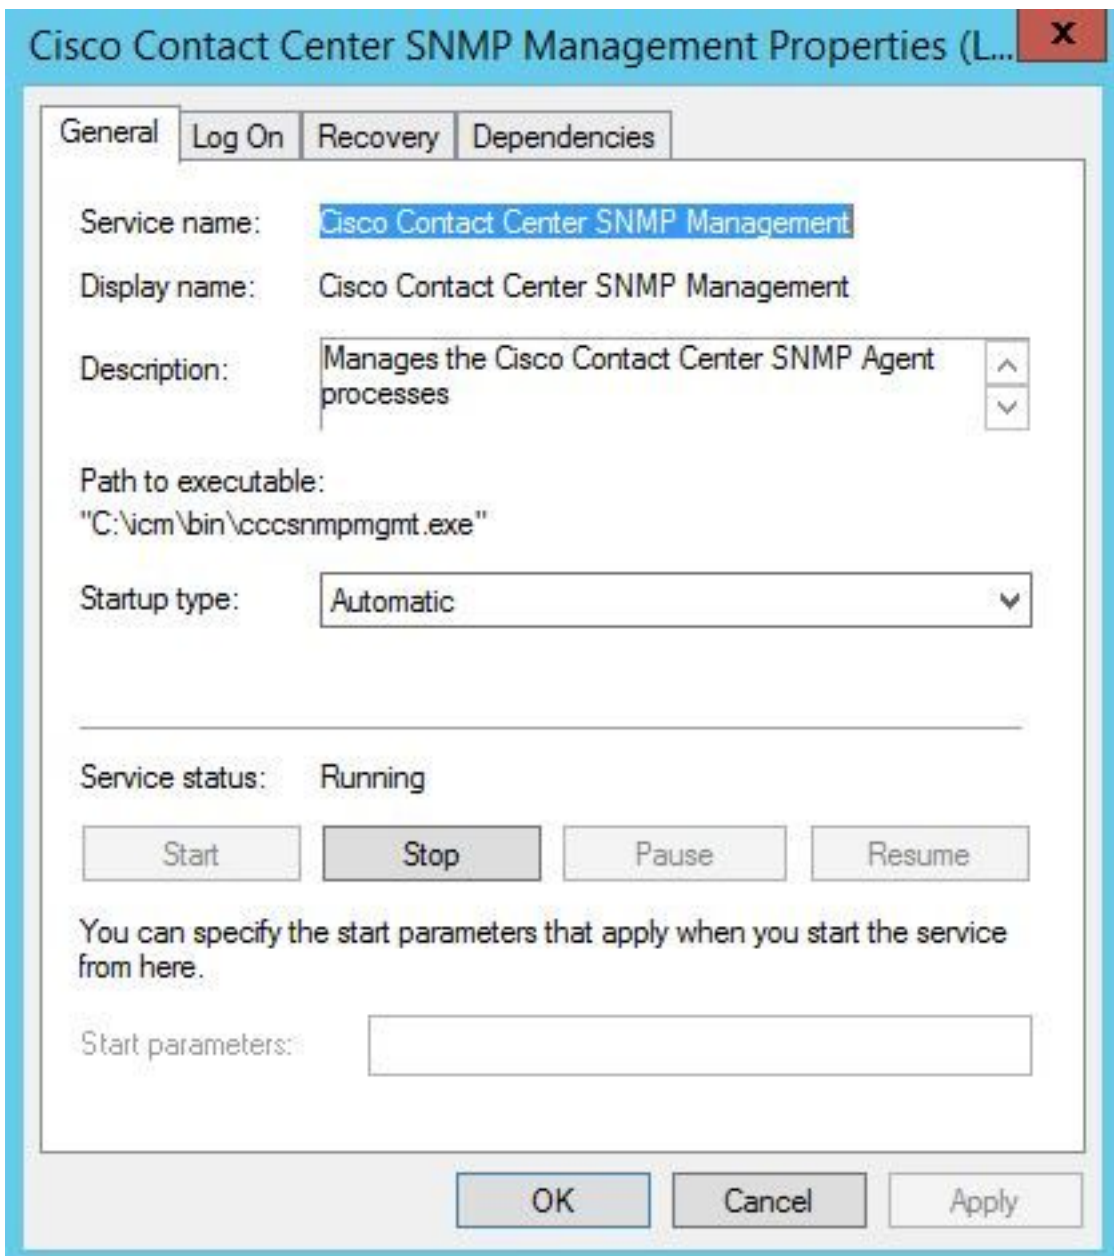 Cisco Contact Center SNMP Management Properties (L... x
General Log On Recovery Dependencies
Service name: Cisco Contact Center SNMP Management
Display name: Cisco Contact Center SNMP Management
Description: Manages the Cisco Contact Center SNMP Agent
processes
Path to executable:
"C:\icm\bin\cccsnmpmgmt.exe"
Startup type: Automatic
Service status: Running
Start Stop Pause Resume
You can specify the start parameters that apply when you start the service
from here.
Start parameters:
OK Cancel Apply